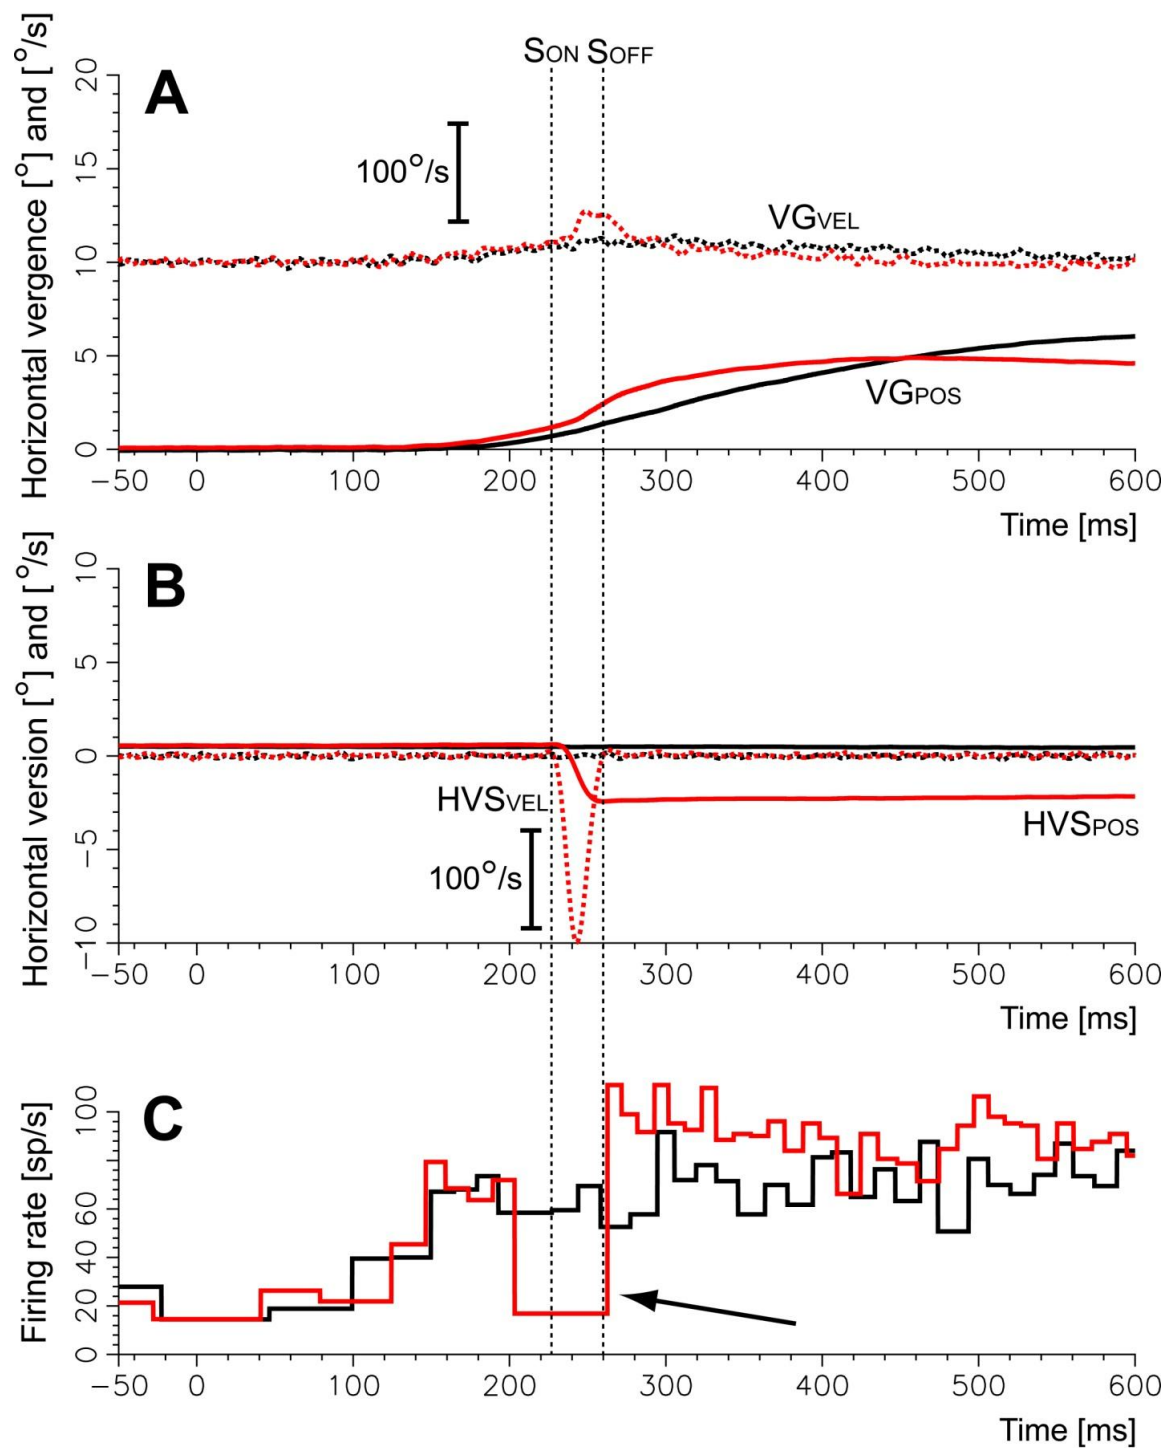 SON SOFF
A
Horizontal vergence [°] and [°/s]
20
15
10
5
0
100°/s
VGVEL
VGPOS
−50 0 100 200 300 400 500 600
Time [ms]
B
Horizontal version [°] and [°/s]
10
5
0
−5
−10
HVSVEL
100°/s
HVSPOS
−50 0 100 200 300 400 500 600
Time [ms]
C
Firing rate [sp/s]
100
60
40
20
0
−50 0 100 200 300 400 500 600
Time [ms]